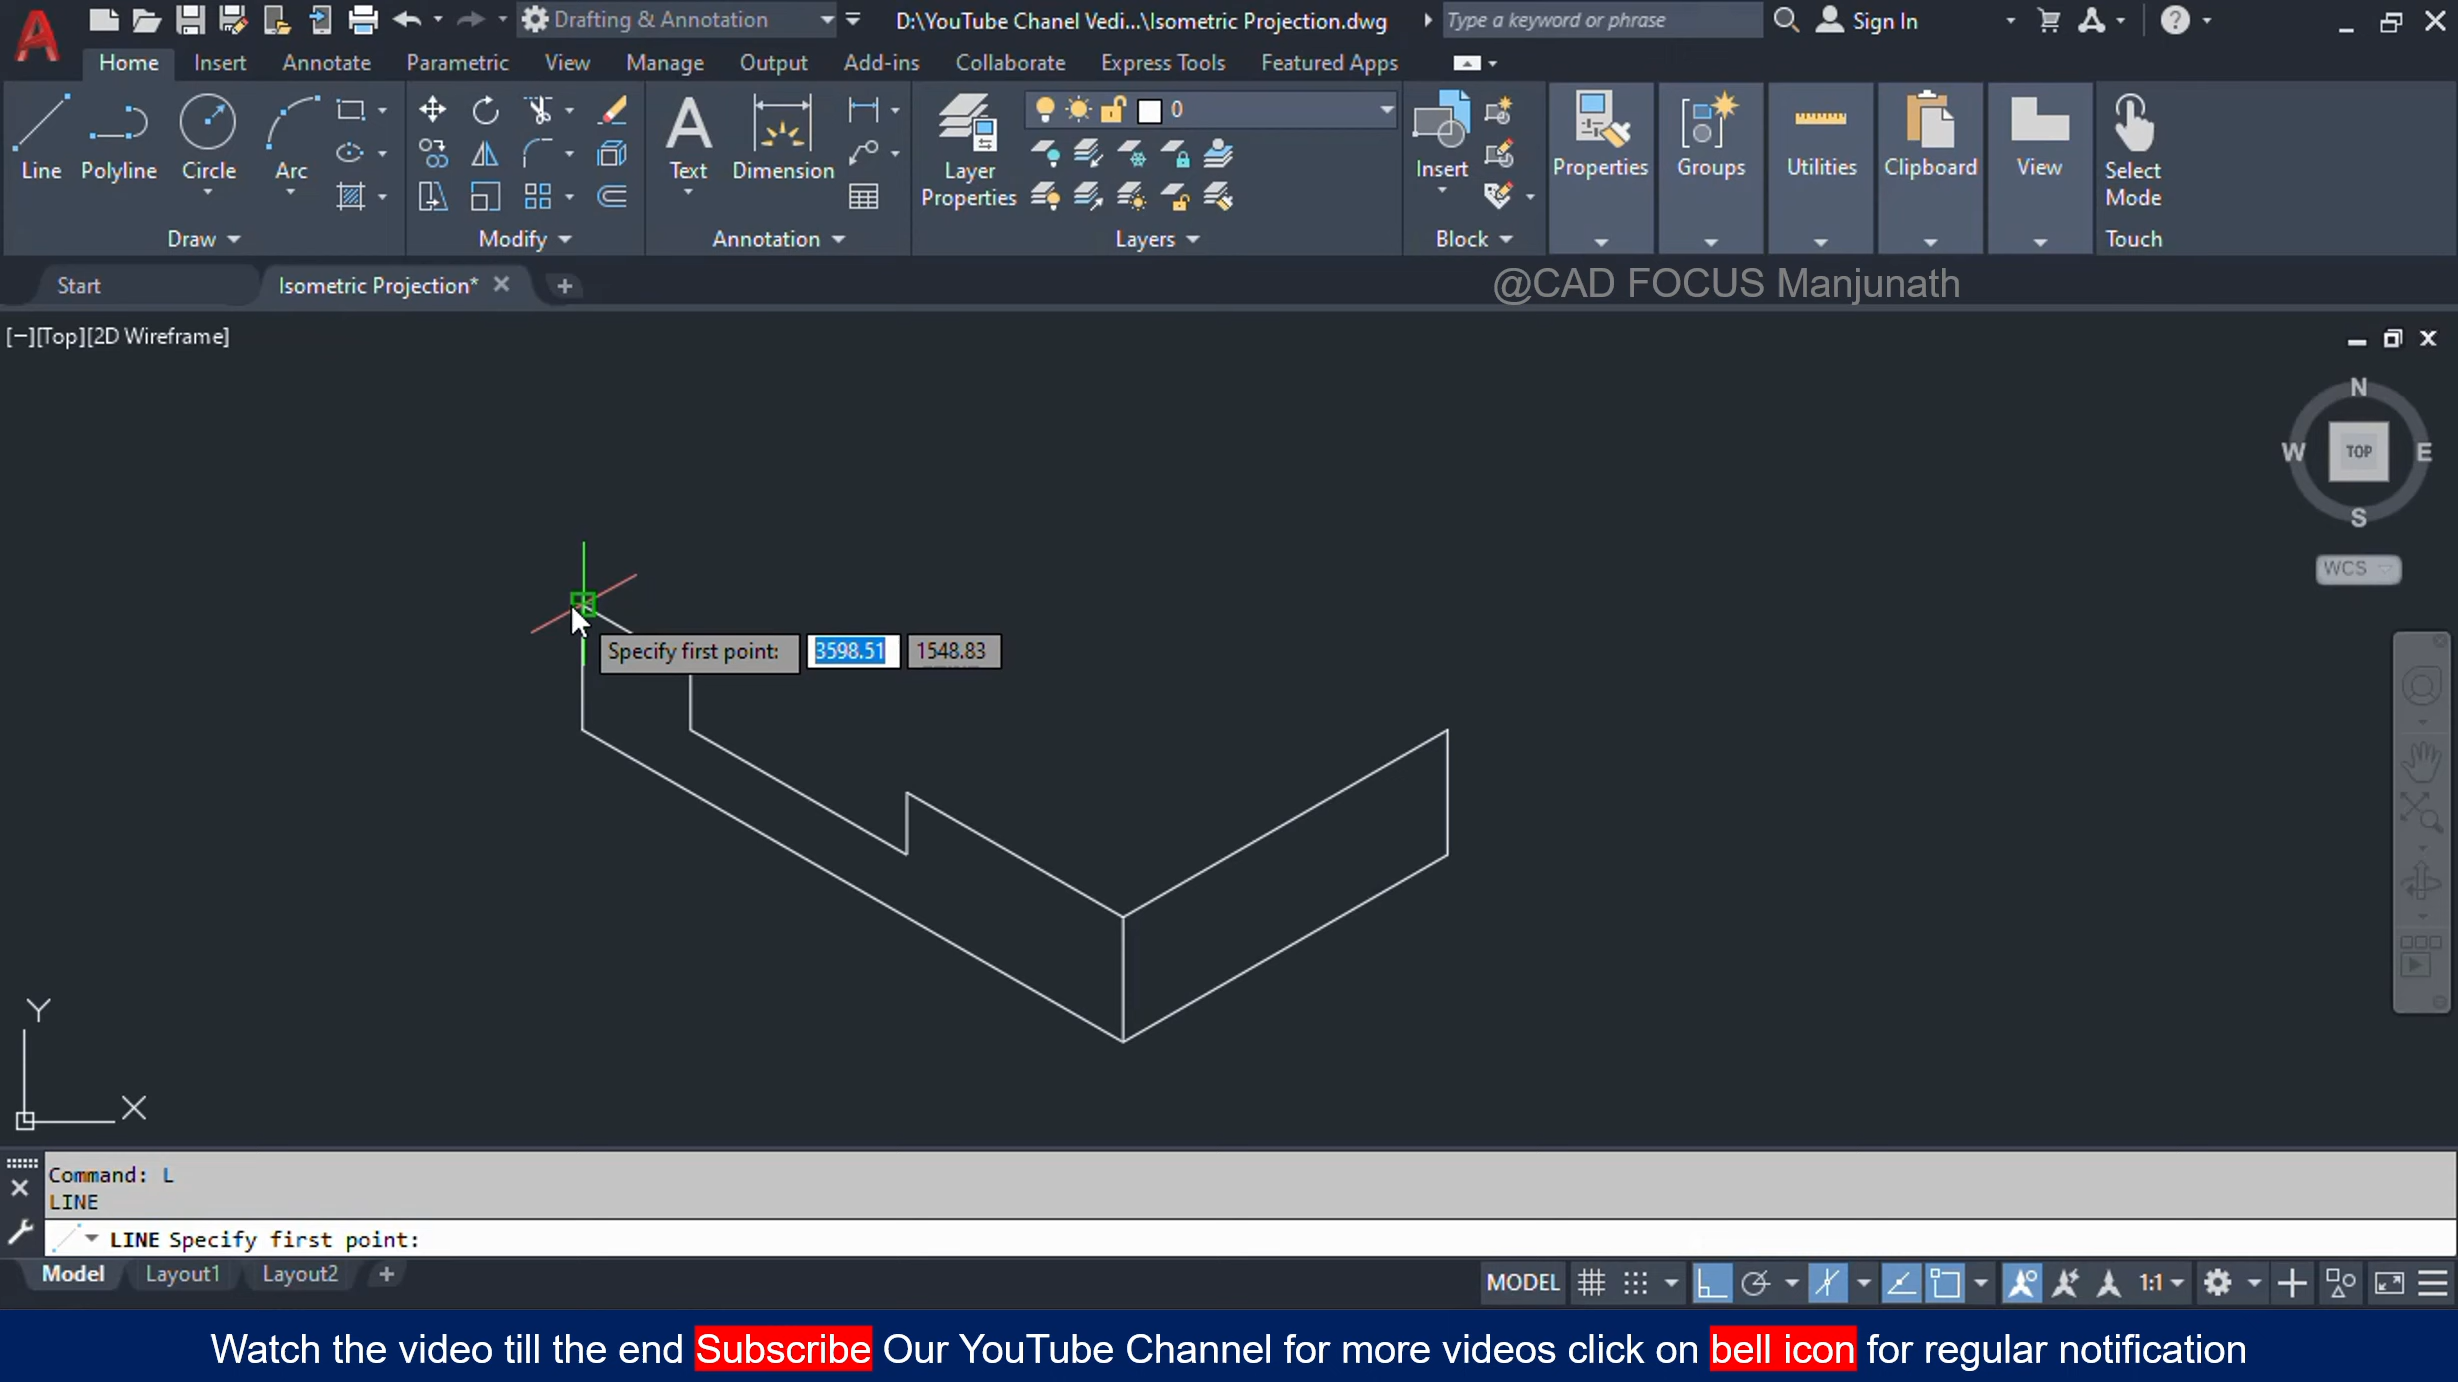 Drafting & Annotation
D:\YouTube Chanel Vedi...\Isometric Projection.dwg
Type a keyword or phrase
Sign In
Home Insert Annotate Parametric View Manage Output Add-ins Collaborate Express Tools Featured Apps
Line Polyline Circle Arc
Draw
Modify
Text Dimension
Annotation
Layer
Properties
0
Layers
Insert
Block
Properties
Groups
Utilities
Clipboard
View
Select
Mode
Touch
Start
Isometric Projection*
@CAD FOCUS Manjunath
[−][Top][2D Wireframe]
N
W TOP E
S
WCS
Specify first point: 3598.51 1548.83
Y
X
Command: L
LINE
LINE Specify first point:
Model Layout1 Layout2
MODEL
1:1
Watch the video till the end Subscribe Our YouTube Channel for more videos click on bell icon for regular notification